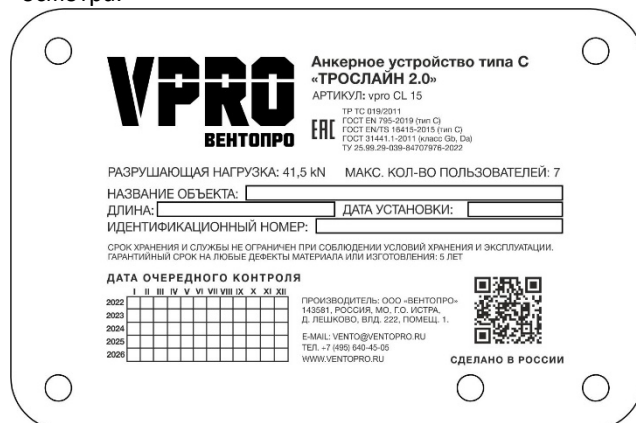 VPRO
ВЕНТОПРО
Анкерное устройство типа С
«ТРОСЛАЙН 2.0»
АРТИКУЛ: vpro CL 15
EAC
ТР ТС 019/2011
ГОСТ EN 795-2019 (тип С)
ГОСТ EN/TS 16415-2015 (тип С)
ГОСТ 31441.1-2011 (класс Gb, Da)
ТУ 25.99.29-039-84707976-2022
РАЗРУШАЮЩАЯ НАГРУЗКА: 41,5 kN МАКС. КОЛ-ВО ПОЛЬЗОВАТЕЛЕЙ: 7
НАЗВАНИЕ ОБЪЕКТА:
ДЛИНА: ДАТА УСТАНОВКИ:
ИДЕНТИФИКАЦИОННЫЙ НОМЕР:
СРОК ХРАНЕНИЯ И СЛУЖБЫ НЕ ОГРАНИЧЕН ПРИ СОБЛЮДЕНИИ УСЛОВИЙ ХРАНЕНИЯ И ЭКСПЛУАТАЦИИ.
ГАРАНТИЙНЫЙ СРОК НА ЛЮБЫЕ ДЕФЕКТЫ МАТЕРИАЛА ИЛИ ИЗГОТОВЛЕНИЯ: 5 ЛЕТ
ДАТА ОЧЕРЕДНОГО КОНТРОЛЯ
I II III IV V VI VII VIII IX X XI XII
2022
2023
2024
2025
2026
ПРОИЗВОДИТЕЛЬ: ООО «ВЕНТОПРО»
143581, РОССИЯ, МО, Г.О. ИСТРА,
Д. ЛЕШКОВО, ВЛД. 222, ПОМЕЩ. 1.
E-MAIL: VENTO@VENTOPRO.RU
ТЕЛ. +7 (495) 640-45-05
WWW.VENTOPRO.RU
СДЕЛАНО В РОССИИ